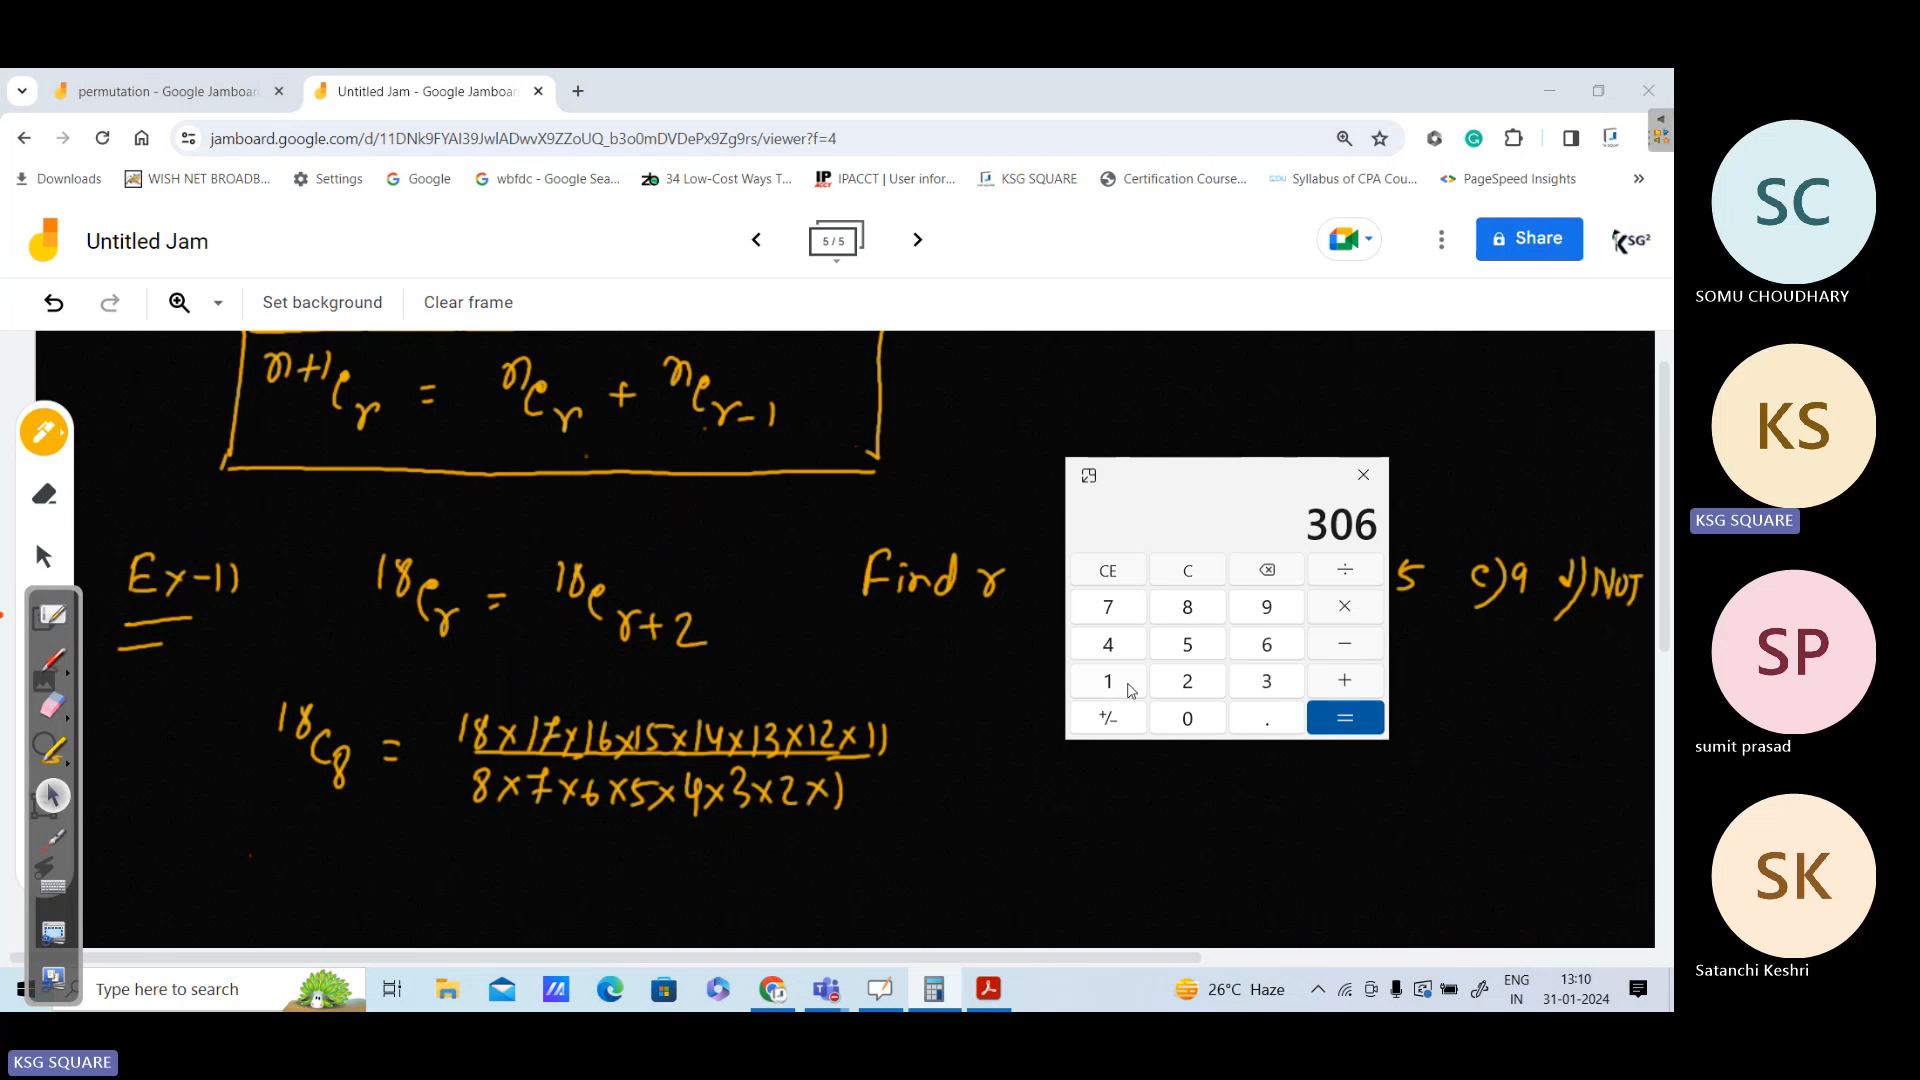 permutation - Google Jamboar
Untitled Jam - Google Jamboar
jamboard.google.com/d/11DNk9FYAI39JwlADwvX9ZZoUQ_b3o0mDVDePx9Zg9rs/viewer?f=4
Downloads WISH NET BROADB... Settings Google wbfdc - Google Sea... 34 Low-Cost Ways T... IPACCT | User infor... KSG SQUARE Certification Course... Syllabus of CPA Cou... PageSpeed Insights
Untitled Jam
5 / 5
Share
KSG²
Set background Clear frame
n+1Cr = nCr + nCr-1
Ex-11 18Cr = 18Cr+2 Find r 5 c)9 d)NOT
18C8 = 18×17×16×15×14×13×12×11
8×7×6×5×4×3×2×1
306
CE C ÷
7 8 9 ×
4 5 6 −
1 2 3 +
+/− 0 . =
SC
SOMU CHOUDHARY
KS
KSG SQUARE
SP
sumit prasad
SK
Satanchi Keshri
Type here to search
26°C Haze
ENG
IN
13:10
31-01-2024
KSG SQUARE